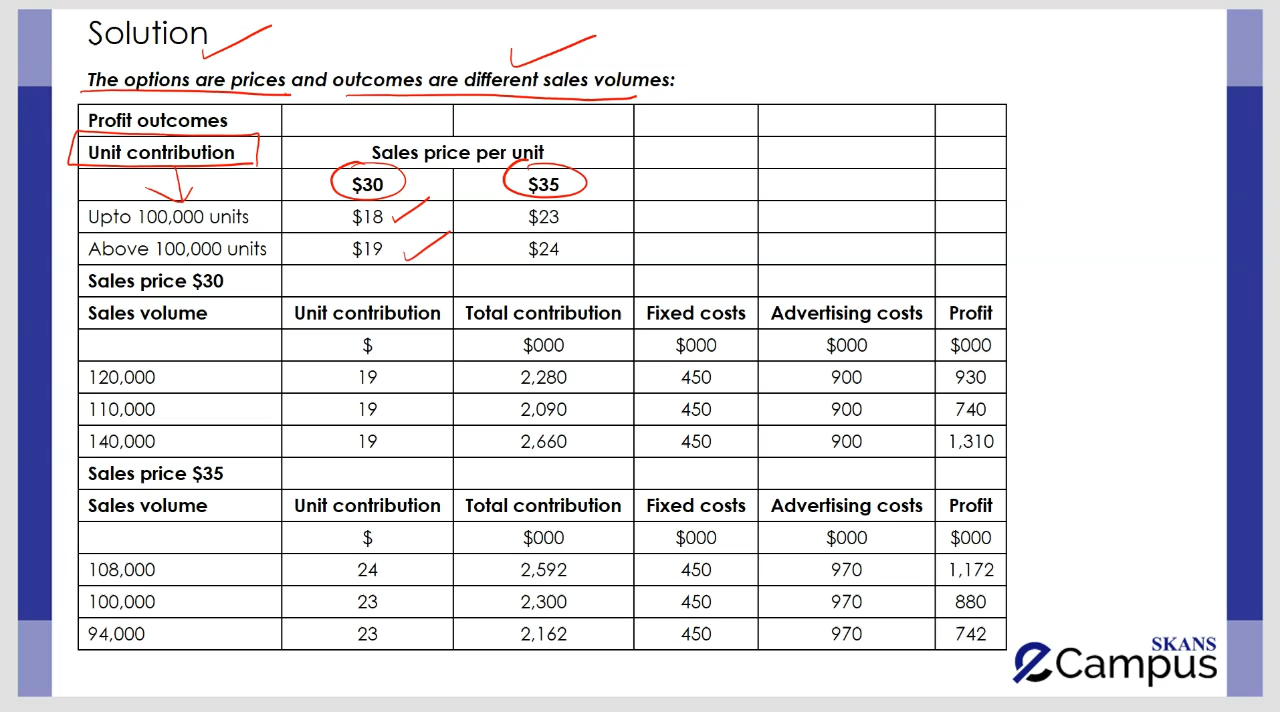 Solution
The options are prices and outcomes are different sales volumes:
Profit outcomes
Unit contribution Sales price per unit
$30 $35
Upto 100,000 units $18 $23
Above 100,000 units $19 $24
Sales price $30
Sales volume Unit contribution Total contribution Fixed costs Advertising costs Profit
$ $000 $000 $000 $000
120,000 19 2,280 450 900 930
110,000 19 2,090 450 900 740
140,000 19 2,660 450 900 1,310
Sales price $35
Sales volume Unit contribution Total contribution Fixed costs Advertising costs Profit
$ $000 $000 $000 $000
108,000 24 2,592 450 970 1,172
100,000 23 2,300 450 970 880
94,000 23 2,162 450 970 742
SKANS
eCampus